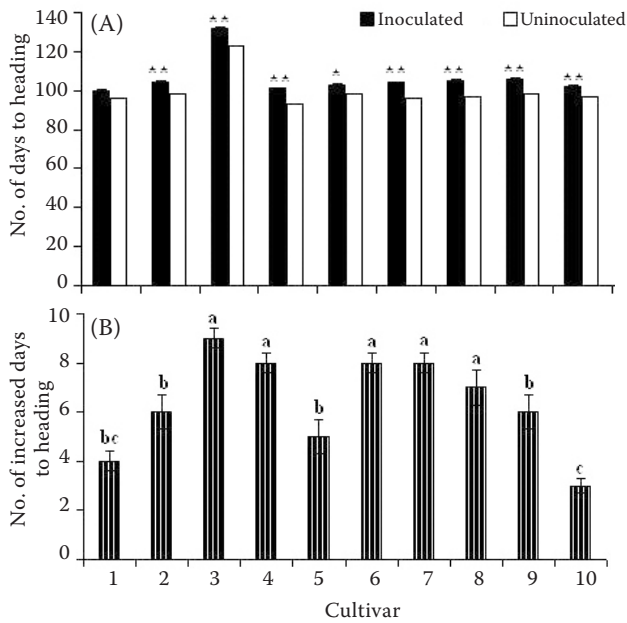 (A)
Inoculated
Uninoculated
No. of days to heading
140
120
100
80
60
40
20
0
** ** ** * ** ** ** **
(B)
No. of increased days
to heading
10
8
6
4
2
0
bc b a a b a a a b c
1 2 3 4 5 6 7 8 9 10
Cultivar